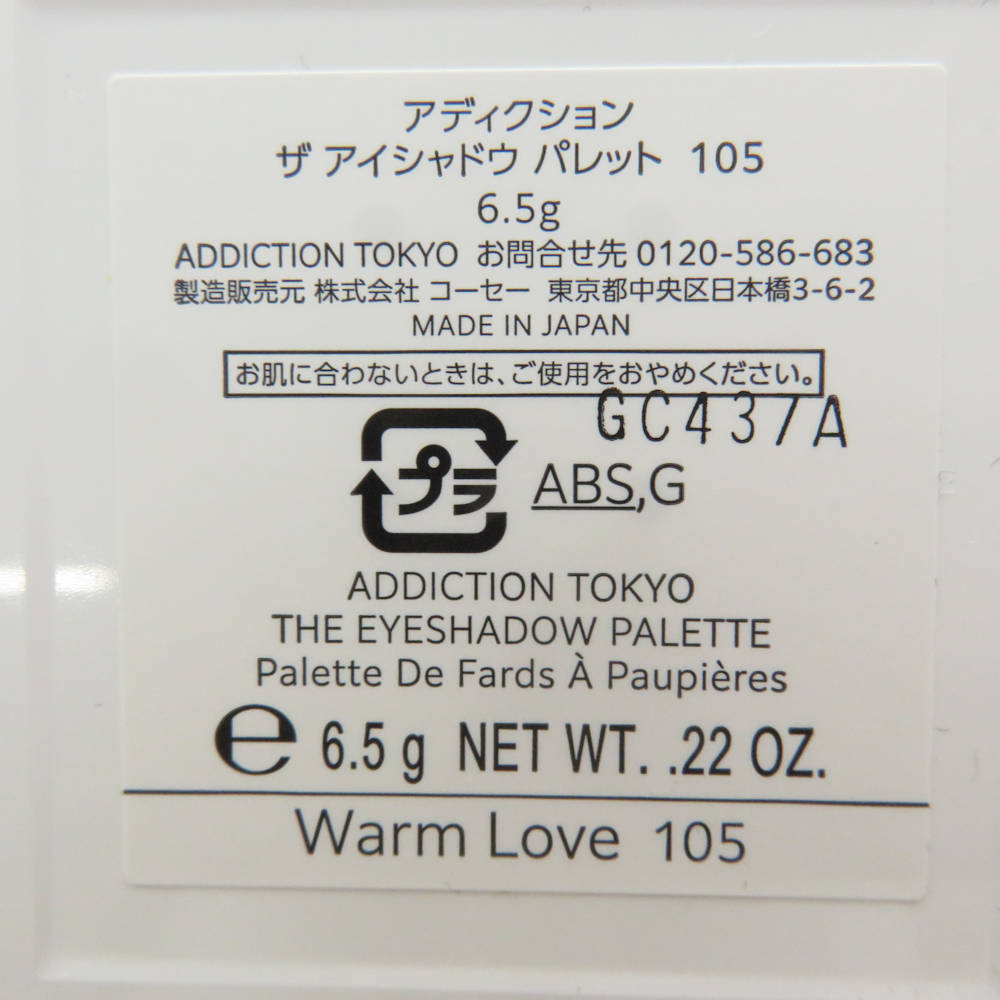 アディクション
ザ アイシャドウ パレット 105
6.5g
ADDICTION TOKYO お問合せ先 0120-586-683
製造販売元 株式会社 コーセー 東京都中央区日本橋3-6-2
MADE IN JAPAN
お肌に合わないときは、ご使用をおやめください。
GC437A
プラ
ABS,G
ADDICTION TOKYO
THE EYESHADOW PALETTE
Palette De Fards À Paupières
℮ 6.5 g NET WT. .22 OZ.
Warm Love 105